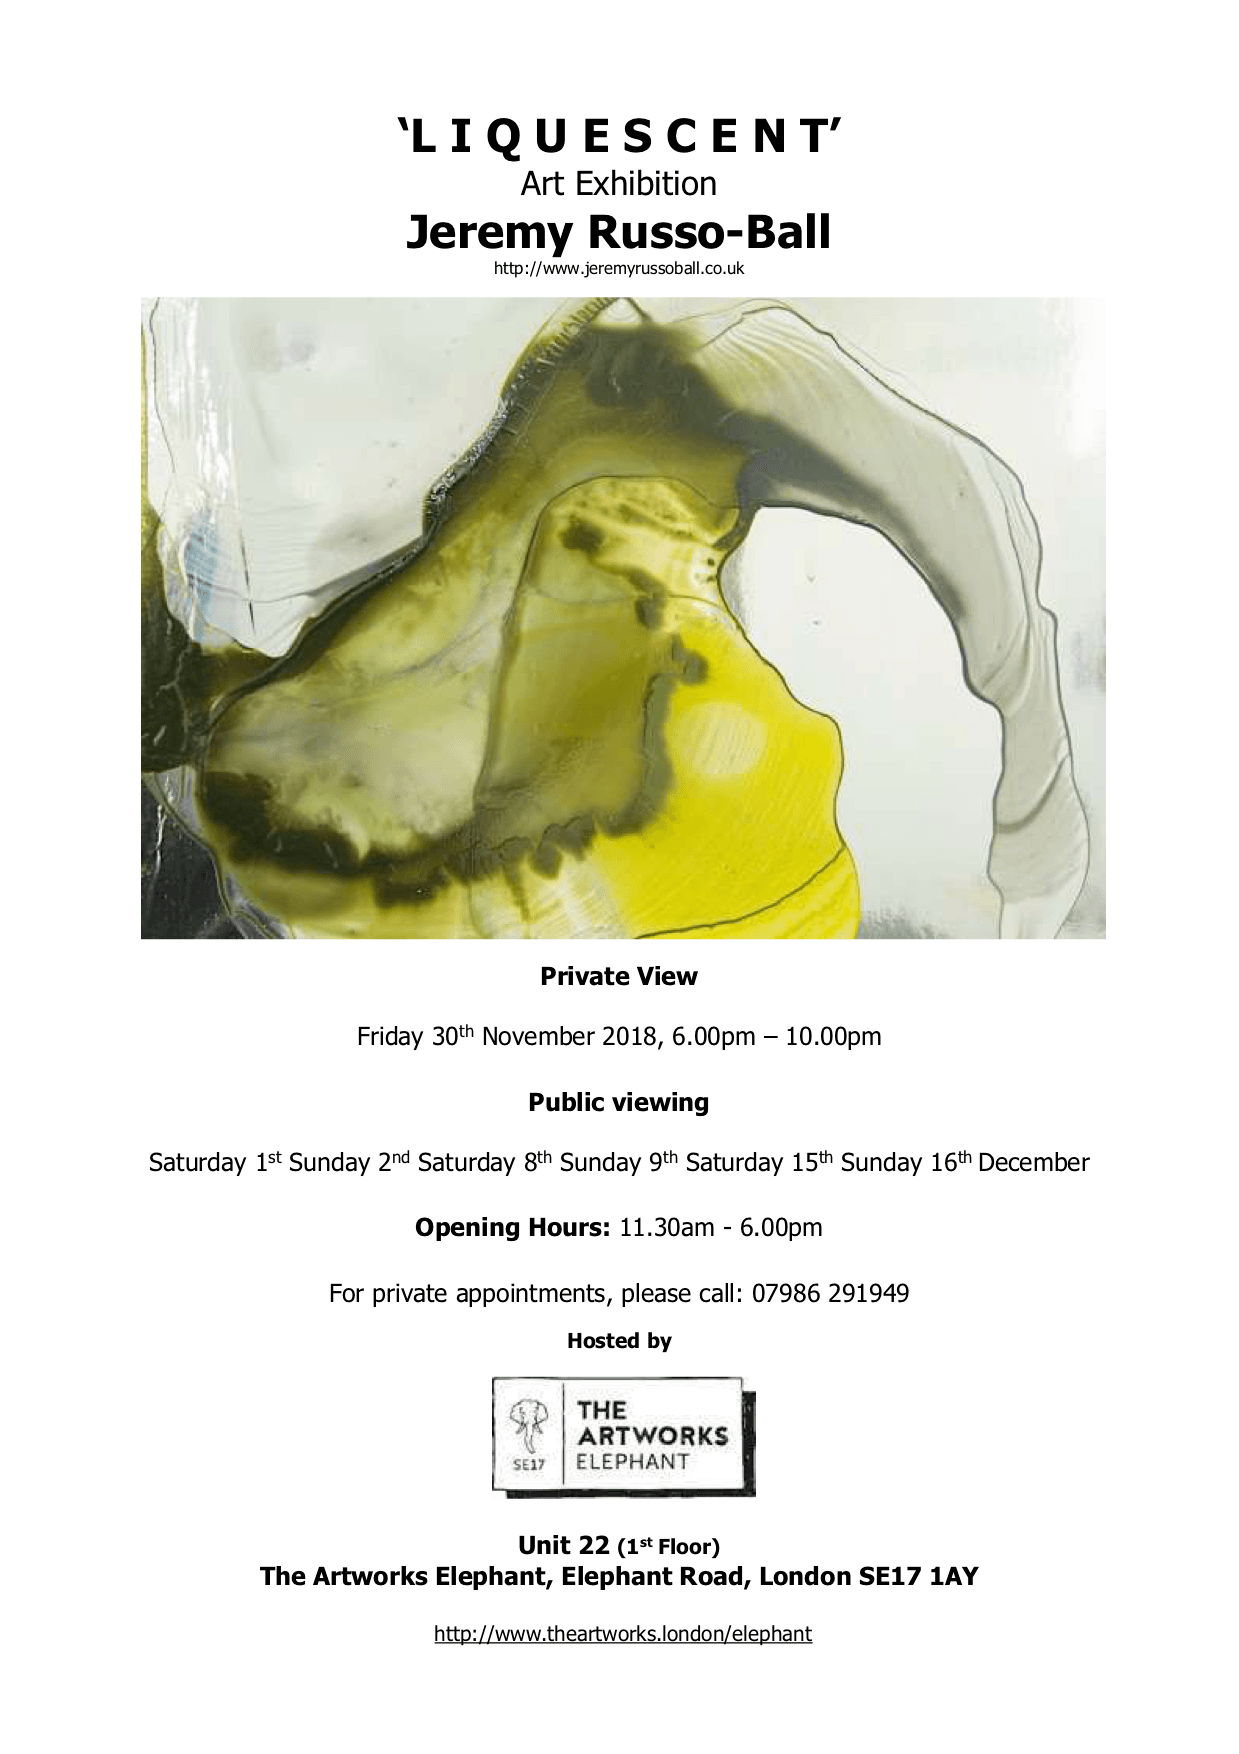 ‘L I Q U E S C E N T’
Art Exhibition
Jeremy Russo-Ball
http://www.jeremyrussoball.co.uk
Private View
Friday 30th November 2018, 6.00pm – 10.00pm
Public viewing
Saturday 1st Sunday 2nd Saturday 8th Sunday 9th Saturday 15th Sunday 16th December
Opening Hours: 11.30am - 6.00pm
For private appointments, please call: 07986 291949
Hosted by
SE17
THE
ARTWORKS
ELEPHANT
Unit 22 (1st Floor)
The Artworks Elephant, Elephant Road, London SE17 1AY
http://www.theartworks.london/elephant